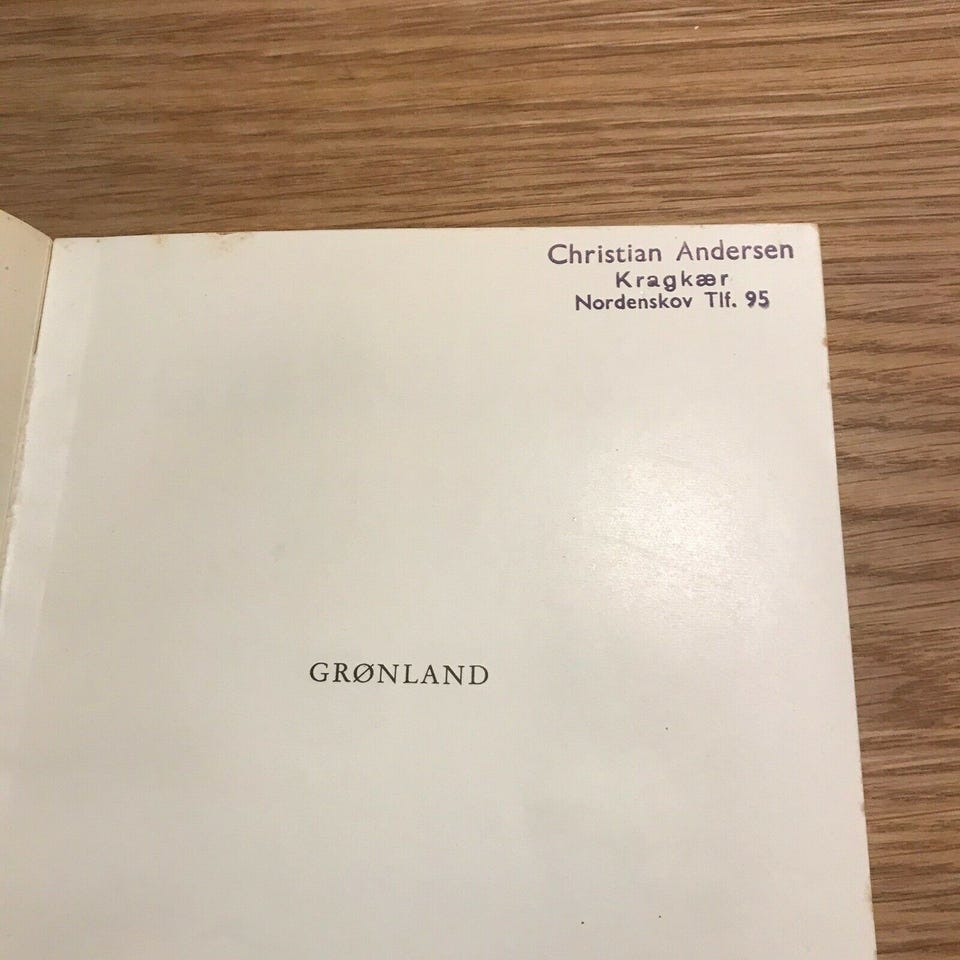 Christian Andersen
Kragkær
Nordenskov Tlf. 95
GRØNLAND